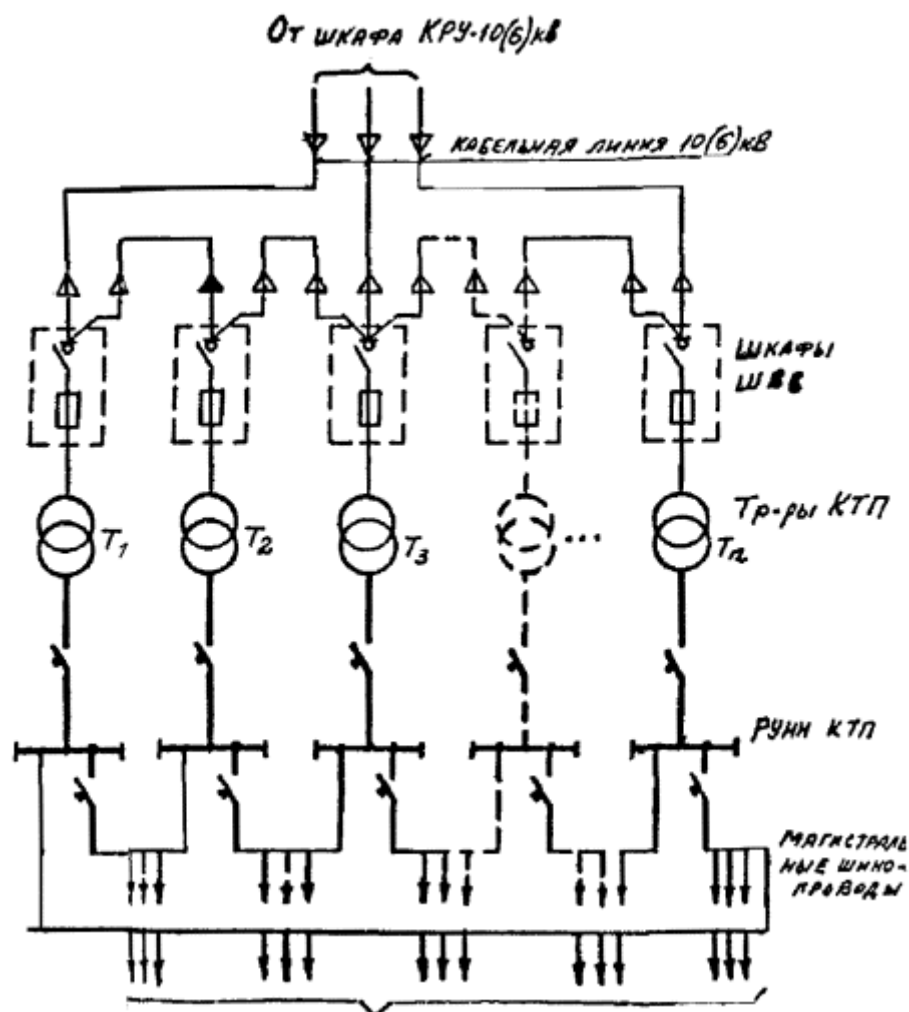 От шкафа КРУ-10(6)кВ
кабельная линия 10(6)кВ
Шкафы
ШВВ
Тр-ры КТП
T1
T2
T3
...
Tn
РУНН КТП
Магистраль
ные шино-
проводы